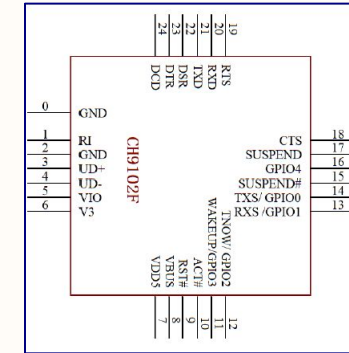 24 23 22 21 20 19
DCD DTR DSR TXD RXD RTS
0 GND
1 RI
2 GND
3 UD+
4 UD-
5 VIO
6 V3
CH9102F
CTS 18
SUSPEND 17
GPIO4 16
SUSPEND# 15
TXS/ GPIO0 14
RXS /GPIO1 13
VDD5 VBUS RST# ACT# WAKEUP/GPIO3 TNOW/ GPIO2
7 8 9 10 11 12